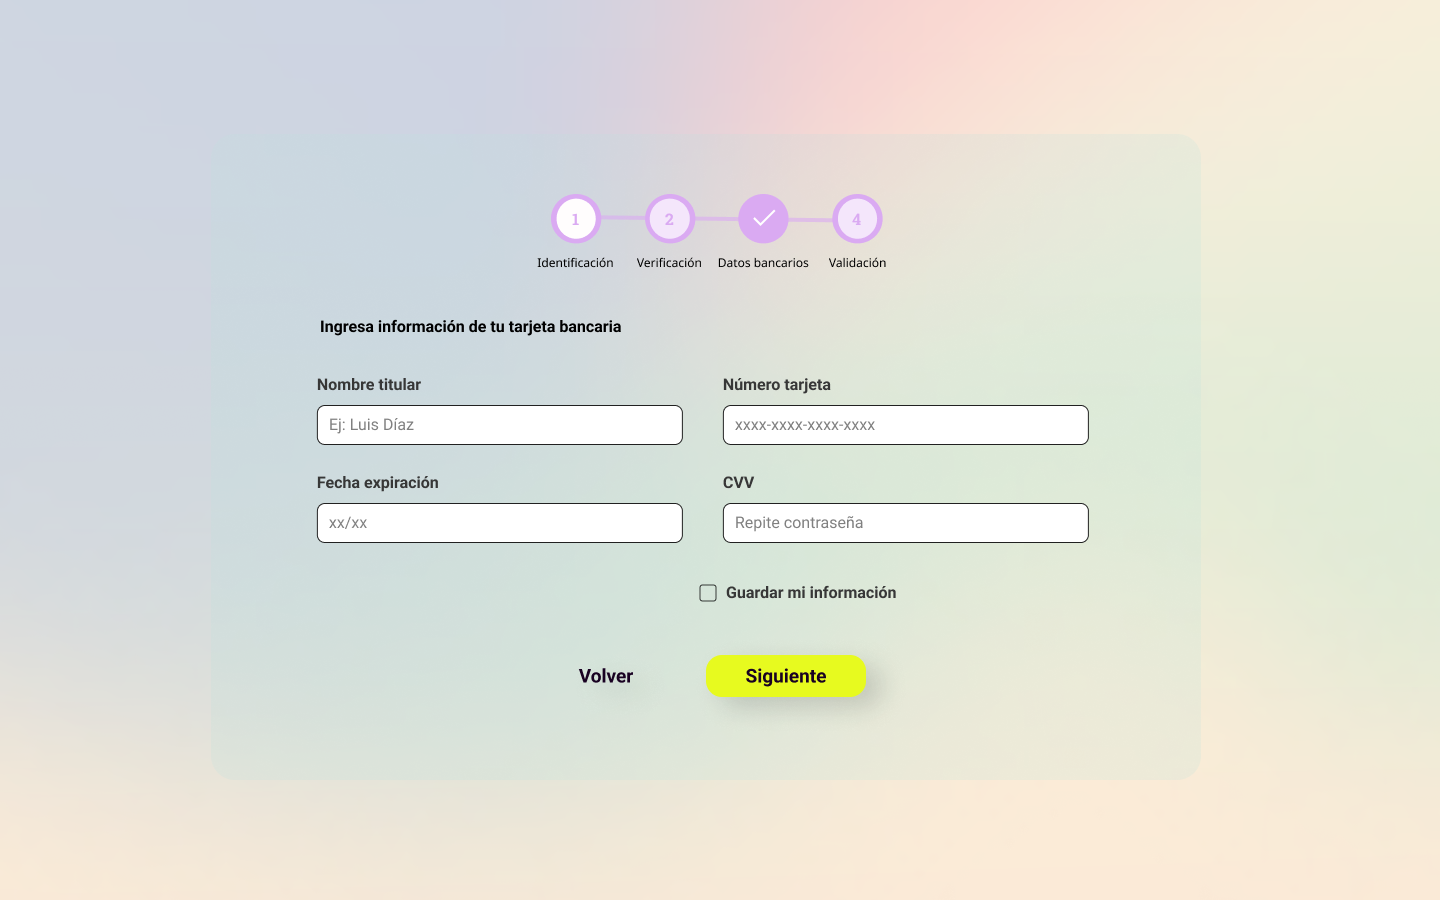 1 2 4
Identificación Verificación Datos bancarios Validación
Ingresa información de tu tarjeta bancaria
Nombre titular Número tarjeta
Ej: Luis Díaz xxxx-xxxx-xxxx-xxxx
Fecha expiración CVV
xx/xx Repite contraseña
Guardar mi información
Volver Siguiente